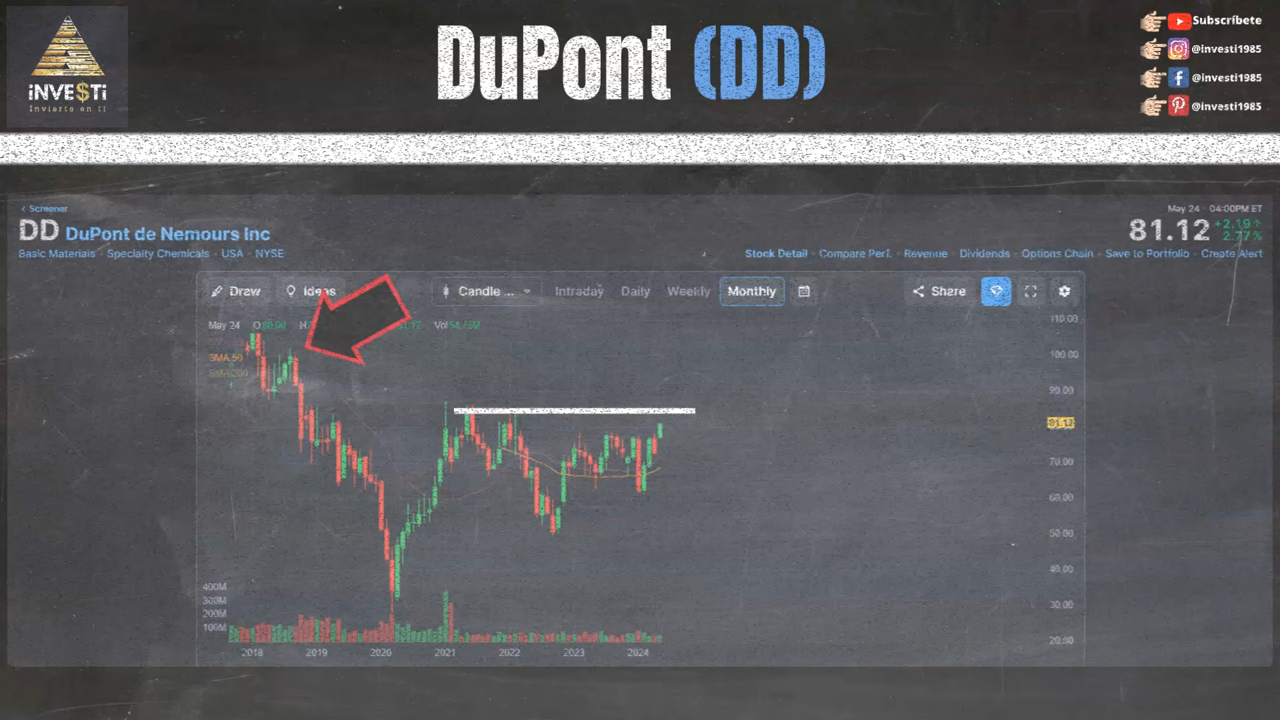 DuPont (DD)
iNVE$Ti
Invierto en ti
Subscríbete
@investi1985
@investi1985
@investi1985
‹ Screener
DD DuPont de Nemours Inc
Basic Materials · Specialty Chemicals · USA · NYSE
May 24 · 04:00PM ET
81.12 +2.19
2.77%
Stock Detail · Compare Perf. · Revenue · Dividends · Options Chain · Save to Portfolio · Create Alert
Draw Ideas Candle ... Intraday Daily Weekly Monthly Share
May 24 O H 1.12 Vol
SMA 50
SMA 200
110.00
100.00
90.00
81.12
70.00
60.00
50.00
40.00
30.00
20.00
400M
300M
200M
100M
2018 2019 2020 2021 2022 2023 2024